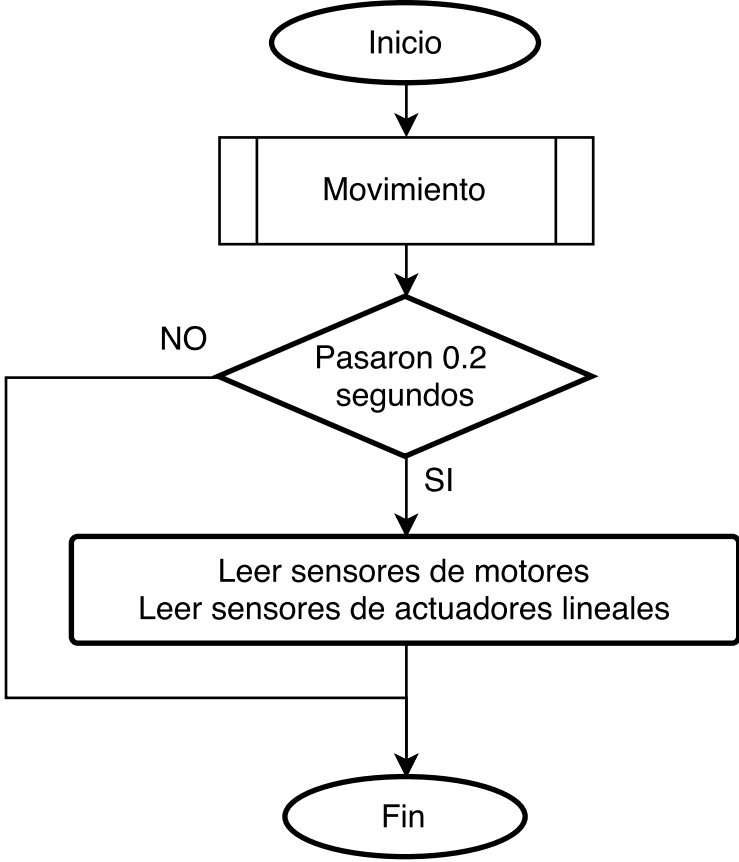 Inicio
Movimiento
NO
Pasaron 0.2
segundos
SI
Leer sensores de motores
Leer sensores de actuadores lineales
Fin